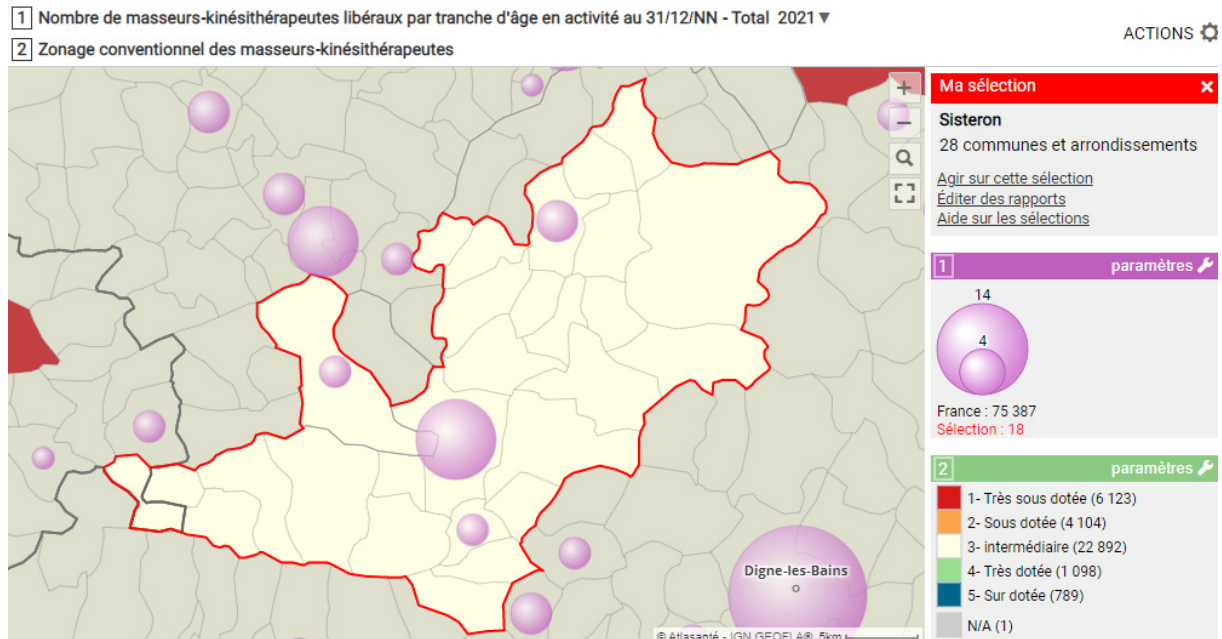 1 Nombre de masseurs-kinésithérapeutes libéraux par tranche d'âge en activité au 31/12/NN - Total 2021 ▼
2 Zonage conventionnel des masseurs-kinésithérapeutes
ACTIONS
+
−
Ma sélection ×
Sisteron
28 communes et arrondissements
Agir sur cette sélection
Éditer des rapports
Aide sur les sélections
1 paramètres
14
4
France : 75 387
Sélection : 18
2 paramètres
1- Très sous dotée (6 123)
2- Sous dotée (4 104)
3- intermédiaire (22 892)
4- Très dotée (1 098)
5- Sur dotée (789)
N/A (1)
Digne-les-Bains
© Atlasanté - IGN GEOFLA® 5km